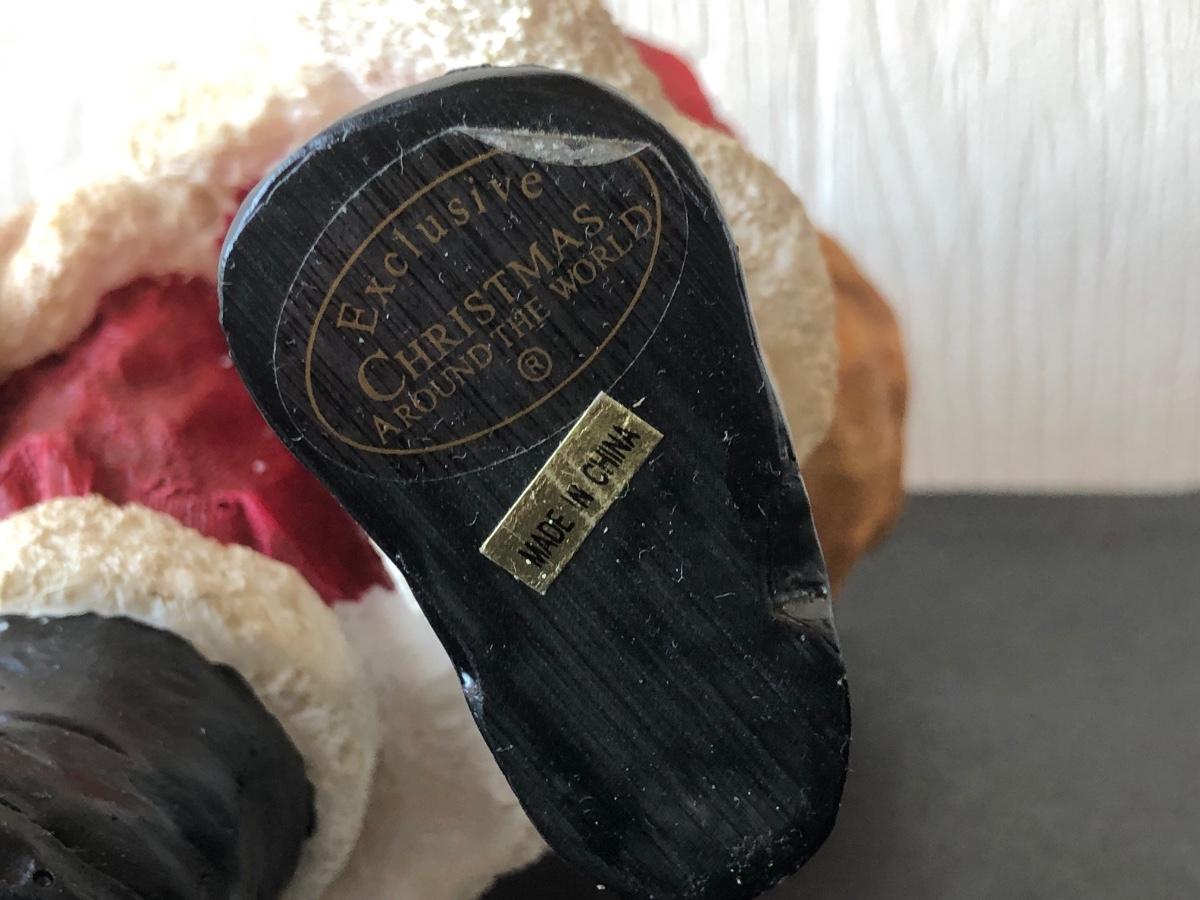 Exclusive
CHRISTMAS
AROUND THE WORLD
®
MADE IN CHINA